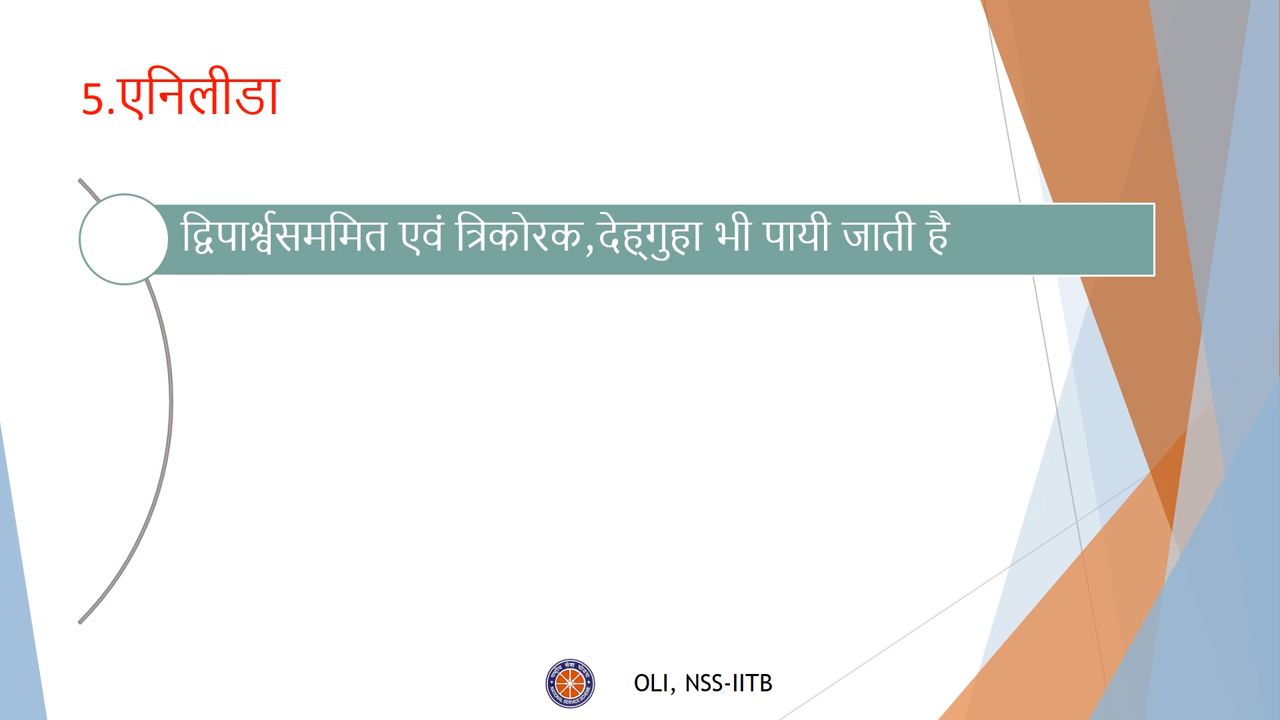 5.एनिलीडा
द्विपार्श्वसममित एवं त्रिकोरक,देह्गुहा भी पायी जाती है
OLI, NSS-IITB